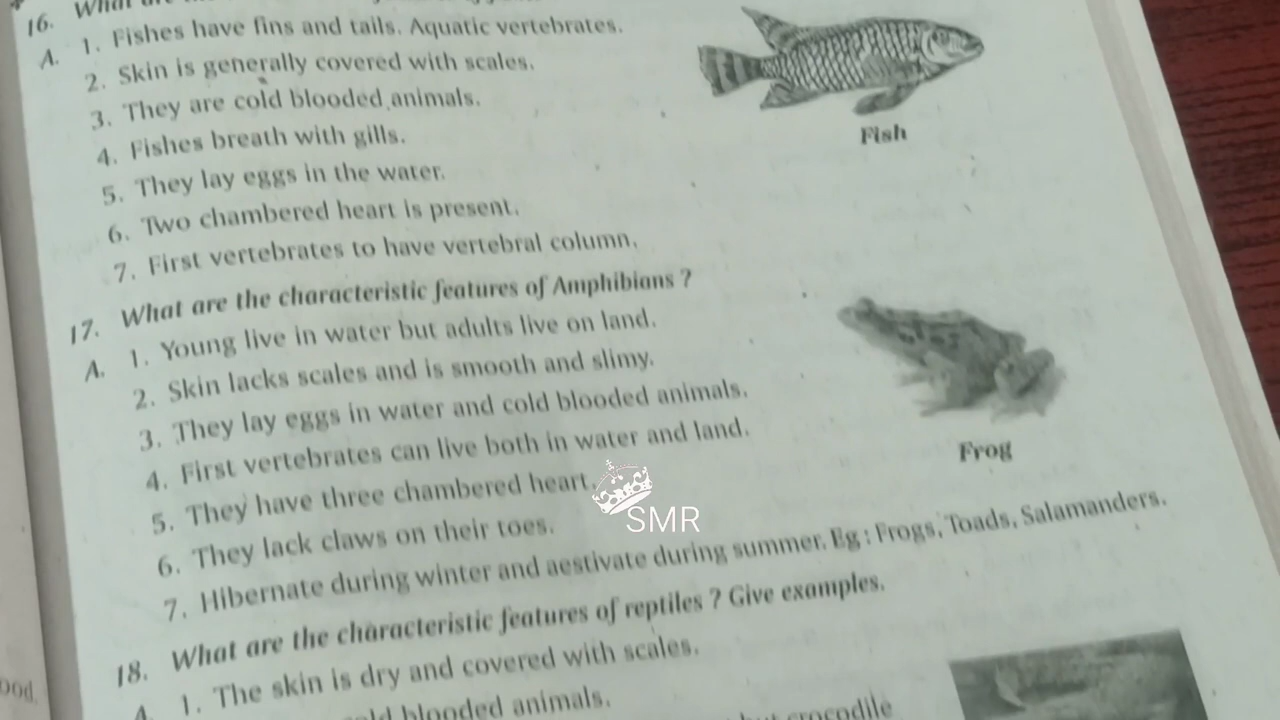 16. What are the
A. 1. Fishes have fins and tails. Aquatic vertebrates.
2. Skin is generally covered with scales.
3. They are cold blooded animals.
4. Fishes breath with gills.
5. They lay eggs in the water.
6. Two chambered heart is present.
7. First vertebrates to have vertebral column.
Fish
17. What are the characteristic features of Amphibians ?
A. 1. Young live in water but adults live on land.
2. Skin lacks scales and is smooth and slimy.
3. They lay eggs in water and cold blooded animals.
4. First vertebrates can live both in water and land.
5. They have three chambered heart.
6. They lack claws on their toes.
7. Hibernate during winter and aestivate during summer. Eg : Frogs, Toads, Salamanders.
Frog
SMR
18. What are the characteristic features of reptiles ? Give examples.
A. 1. The skin is dry and covered with scales.
blooded animals.
but crocodile